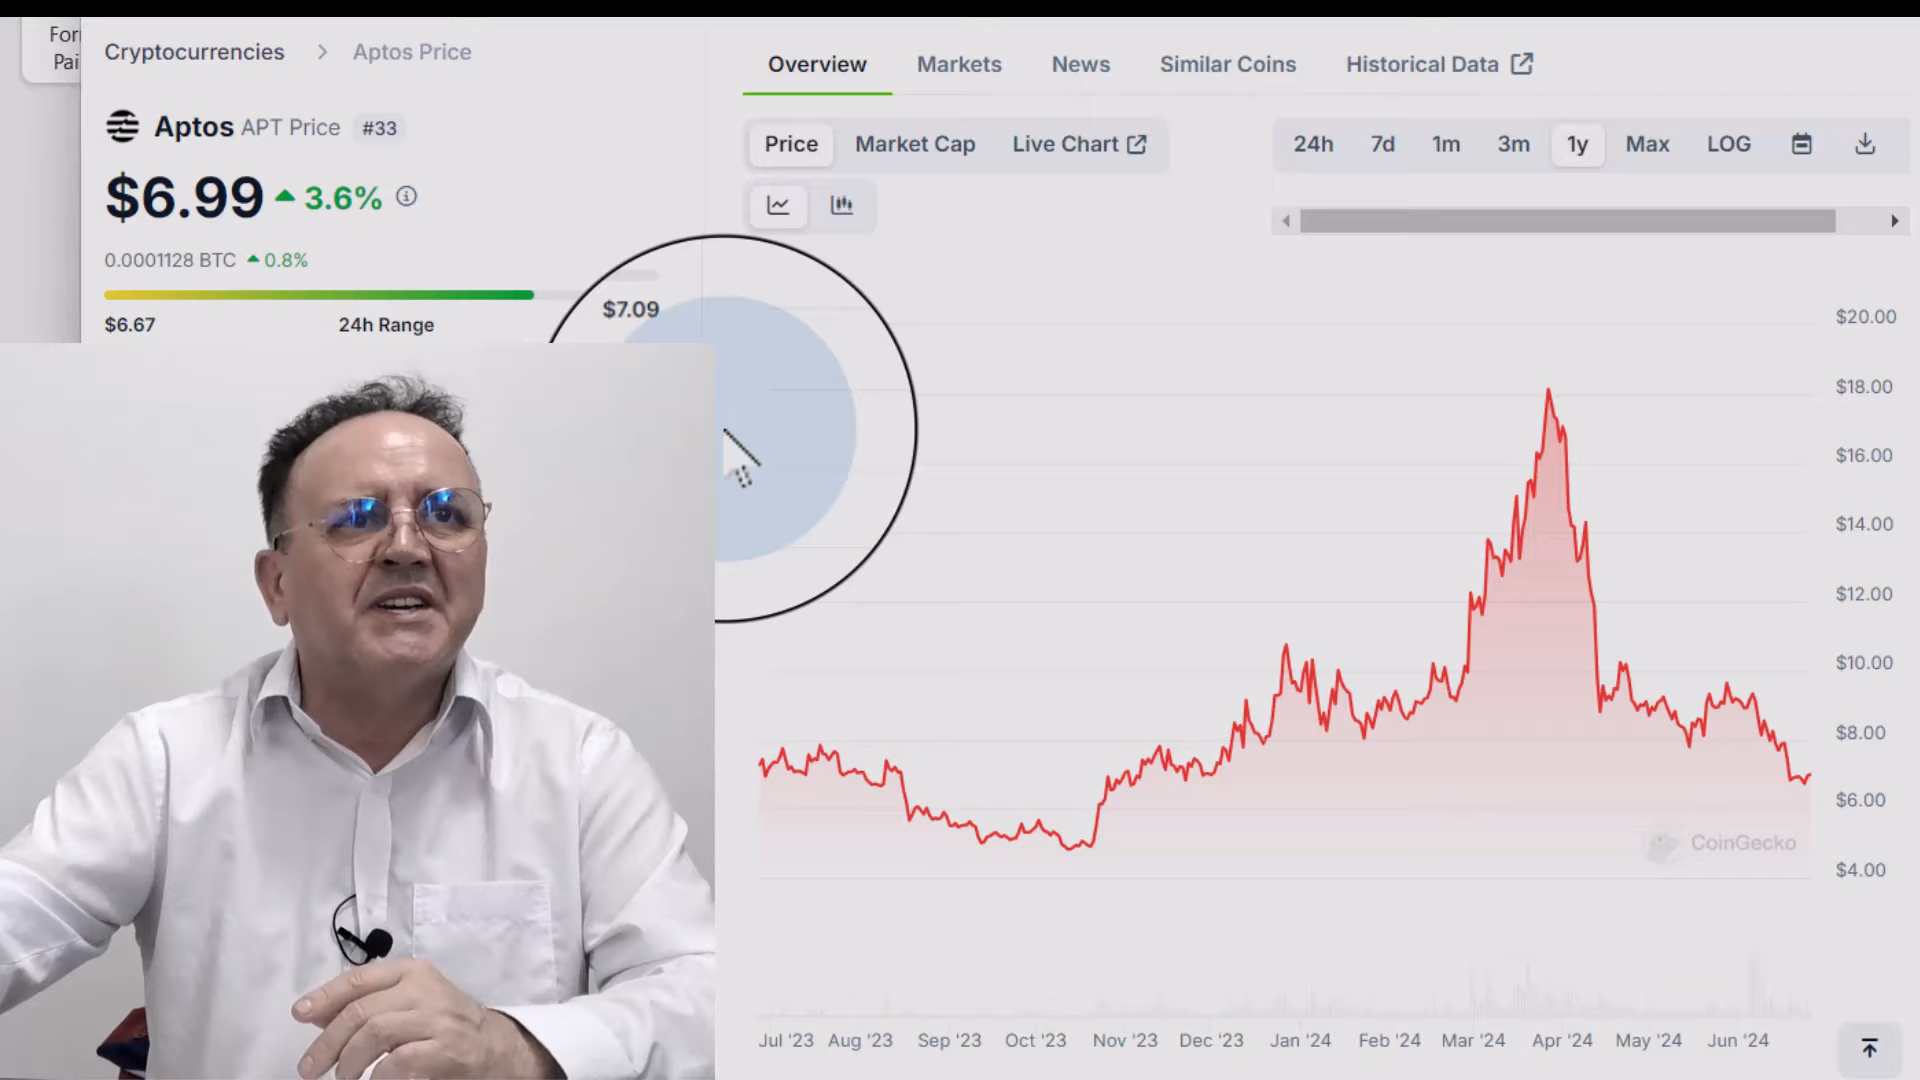 For
Pai
Cryptocurrencies > Aptos Price
Overview Markets News Similar Coins Historical Data
Aptos APT Price #33
Price Market Cap Live Chart
24h 7d 1m 3m 1y Max LOG
$6.99 3.6%
0.0001128 BTC 0.8%
$7.09
$6.67 24h Range
$20.00
$18.00
$16.00
$14.00
$12.00
$10.00
$8.00
$6.00
CoinGecko
$4.00
Jul '23 Aug '23 Sep '23 Oct '23 Nov '23 Dec '23 Jan '24 Feb '24 Mar '24 Apr '24 May '24 Jun '24